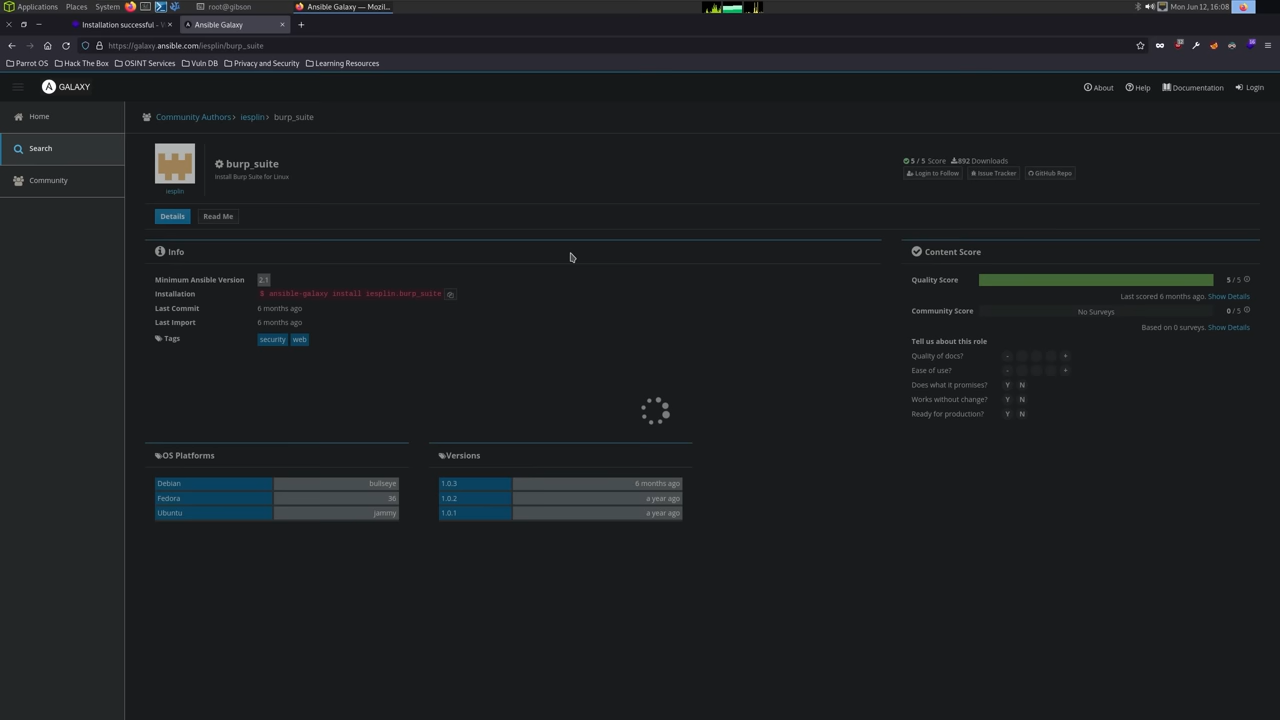 Applications Places System root@gibson Ansible Galaxy — Mozil... Mon Jun 12, 16:08
Installation successful - V Ansible Galaxy
https://galaxy.ansible.com/iesplin/burp_suite
Parrot OS Hack The Box OSINT Services Vuln DB Privacy and Security Learning Resources
GALAXY About Help Documentation Login
Home
Search
Community
Community Authors > iesplin > burp_suite
burp_suite
Install Burp Suite for Linux
iesplin
5 / 5 Score 892 Downloads
Login to Follow Issue Tracker GitHub Repo
Details Read Me
Info
Minimum Ansible Version 2.1
Installation $ ansible-galaxy install iesplin.burp_suite
Last Commit 6 months ago
Last Import 6 months ago
Tags security web
Content Score
Quality Score 5 / 5
Last scored 6 months ago. Show Details
Community Score No Surveys 0 / 5
Based on 0 surveys. Show Details
Tell us about this role
Quality of docs? - +
Ease of use? - +
Does what it promises? Y N
Works without change? Y N
Ready for production? Y N
OS Platforms
Debian bullseye
Fedora 36
Ubuntu jammy
Versions
1.0.3 6 months ago
1.0.2 a year ago
1.0.1 a year ago